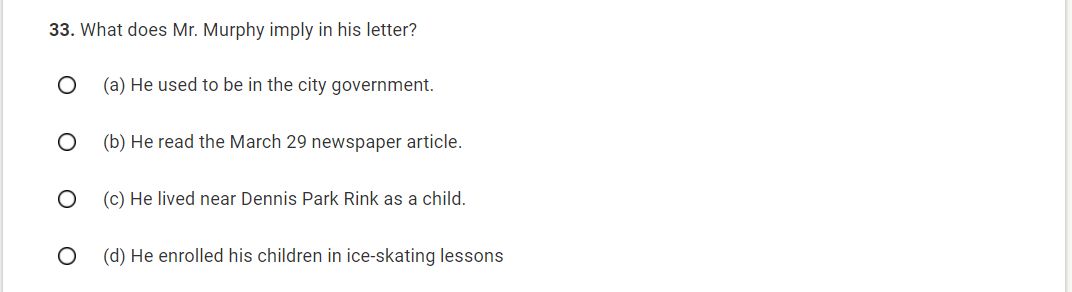 33. What does Mr. Murphy imply in his letter?
(a) He used to be in the city government.
(b) He read the March 29 newspaper article.
(c) He lived near Dennis Park Rink as a child.
(d) He enrolled his children in ice-skating lessons